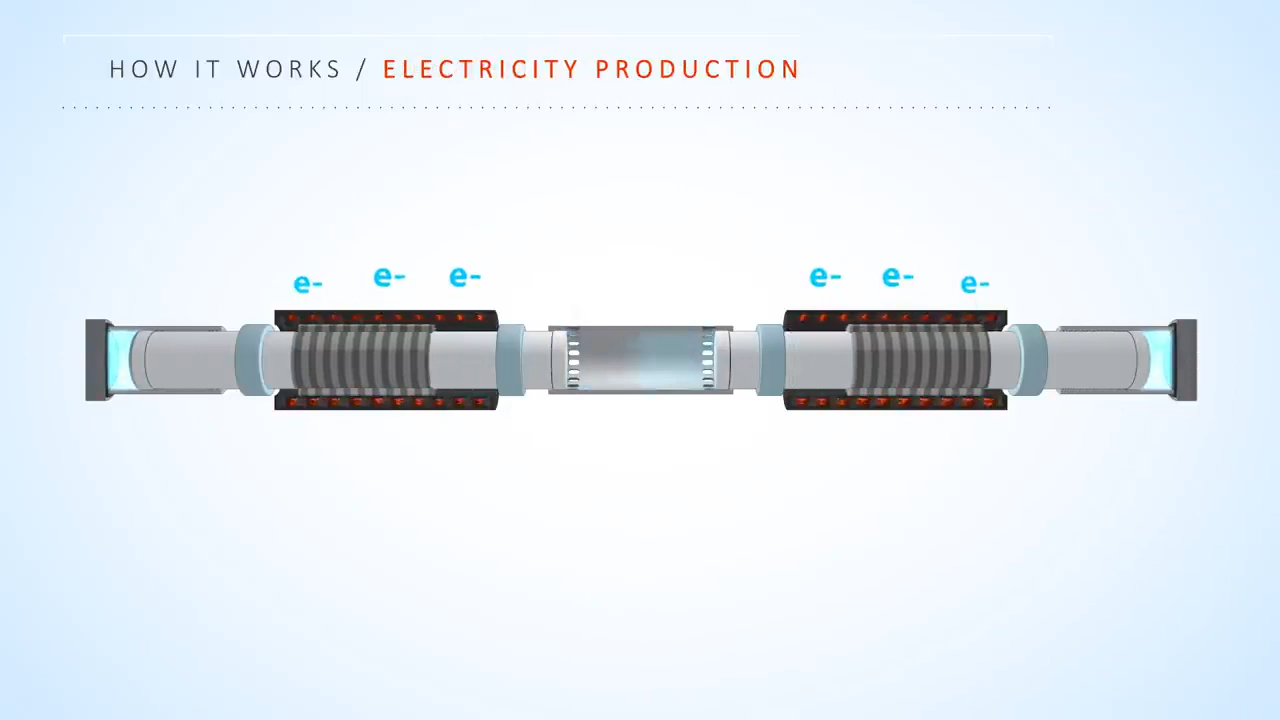 HOW IT WORKS / ELECTRICITY PRODUCTION
e- e- e- e- e- e-